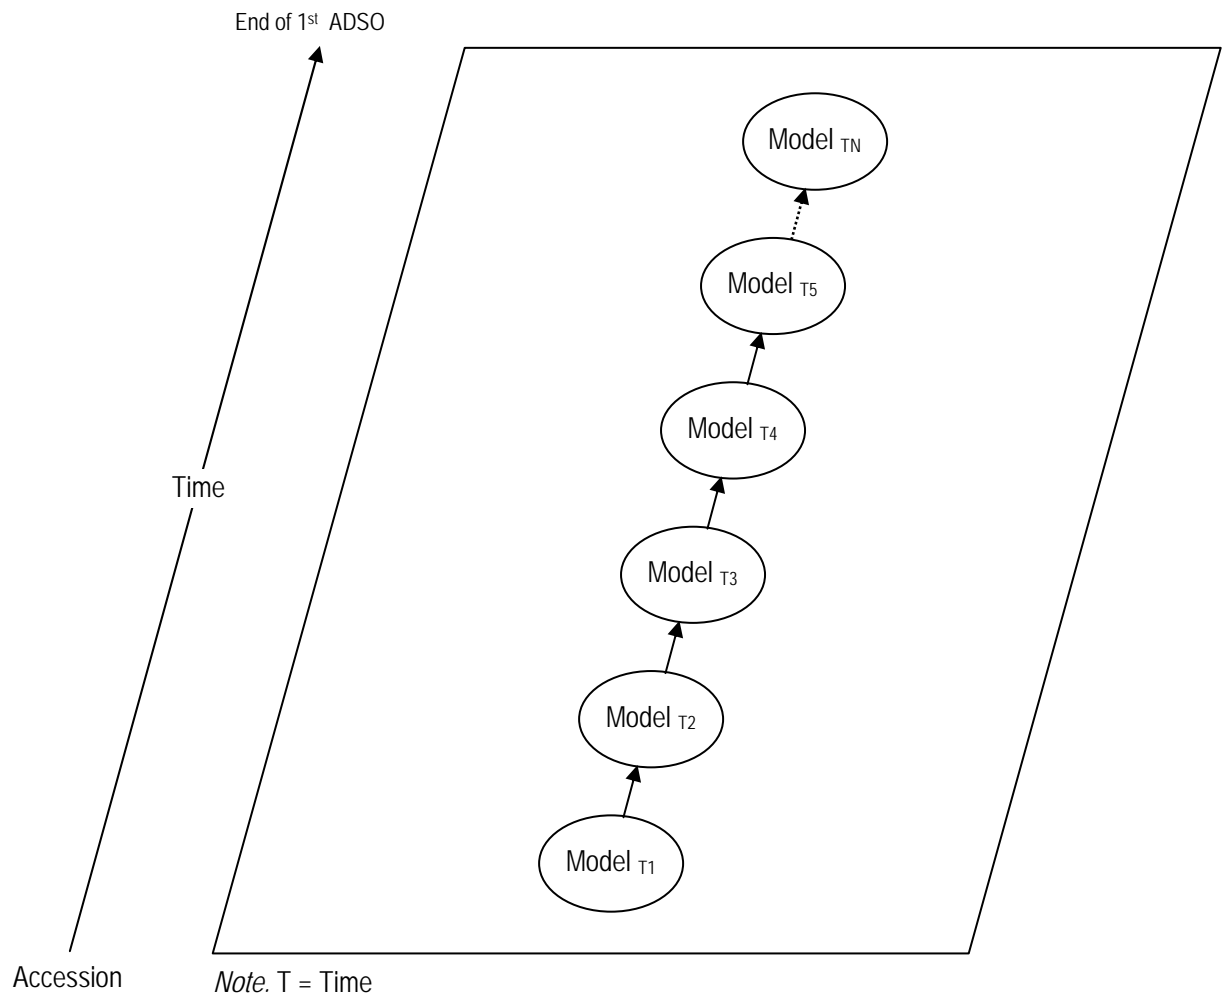 End of 1st ADSO
Model TN
Model T5
Model T4
Time
Model T3
Model T2
Model T1
Accession
Note. T = Time